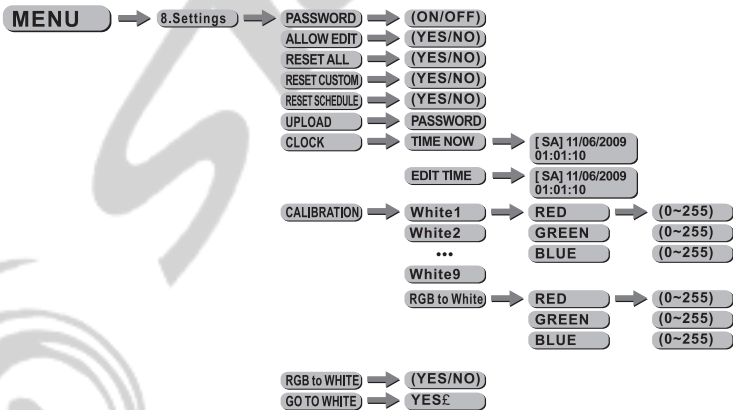 MENU 8.Settings PASSWORD (ON/OFF)
ALLOW EDIT (YES/NO)
RESET ALL (YES/NO)
RESET CUSTOM (YES/NO)
RESET SCHEDULE (YES/NO)
UPLOAD PASSWORD
CLOCK TIME NOW [ SA] 11/06/2009
01:01:10
EDIT TIME [ SA] 11/06/2009
01:01:10
CALIBRATION White1 RED (0~255)
White2 GREEN (0~255)
••• BLUE (0~255)
White9
RGB to White RED (0~255)
GREEN (0~255)
BLUE (0~255)
RGB to WHITE (YES/NO)
GO TO WHITE YES£